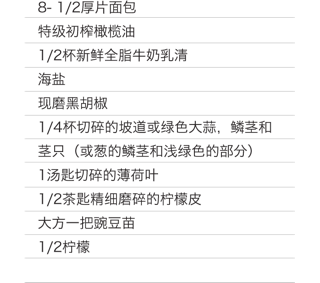 8- 1/2厚片面包
特级初榨橄榄油
1/2杯新鲜全脂牛奶乳清
海盐
现磨黑胡椒
1/4杯切碎的坡道或绿色大蒜，鳞茎和
茎只（或葱的鳞茎和浅绿色的部分）
1汤匙切碎的薄荷叶
1/2茶匙精细磨碎的柠檬皮
大方一把豌豆苗
1/2柠檬